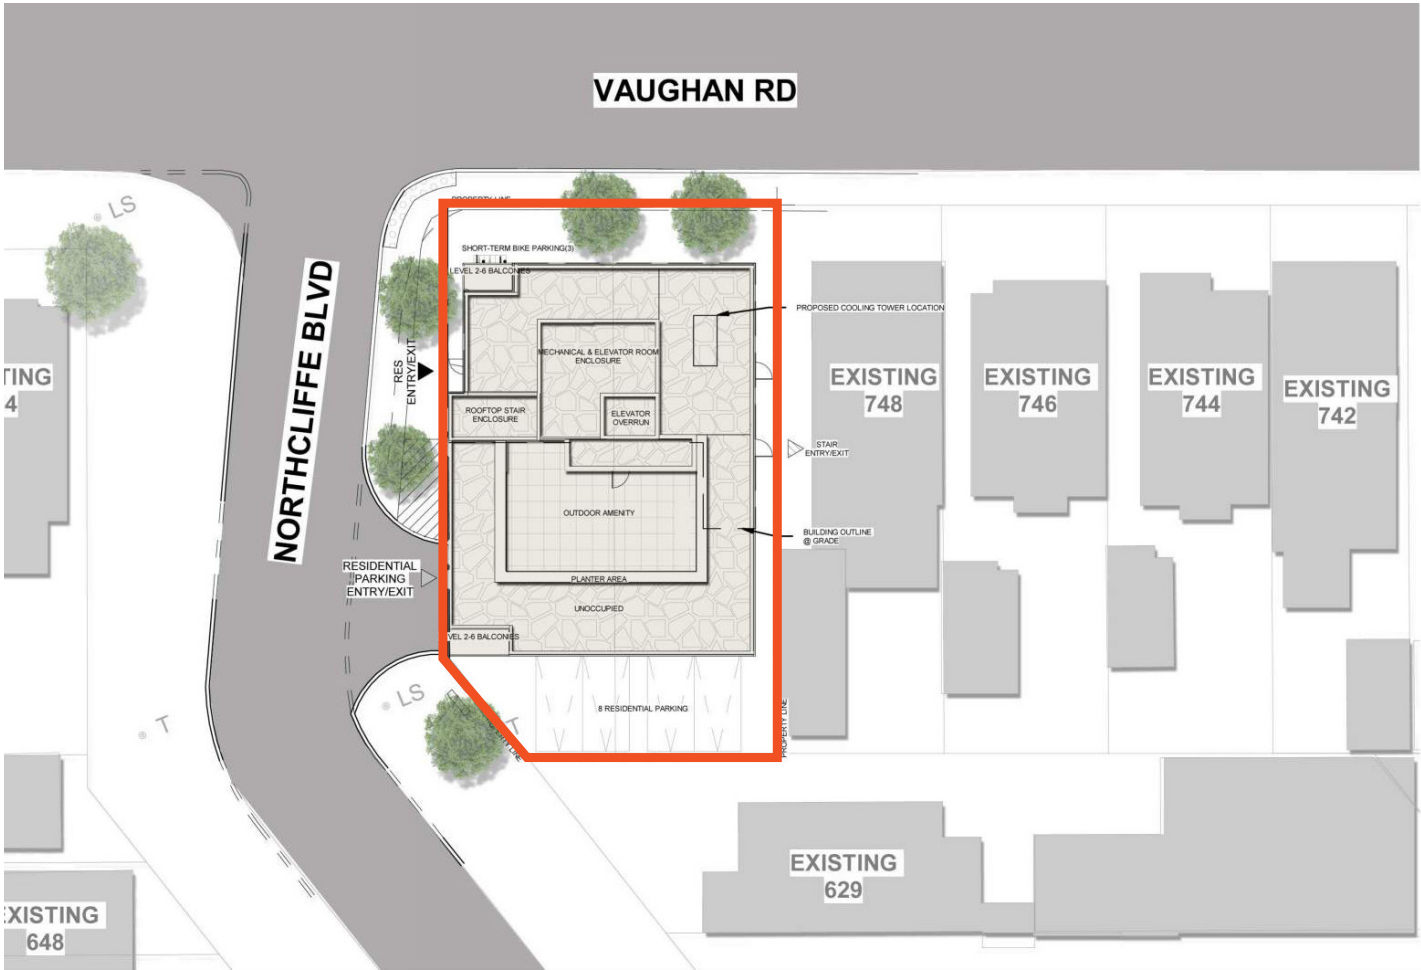 VAUGHAN RD
LS
PROPERTY LINE
SHORT-TERM BIKE PARKING(3)
LEVEL 2-6 BALCONIES
NORTHCLIFFE BLVD
PROPOSED COOLING TOWER LOCATION
MECHANICAL & ELEVATOR ROOM
ENCLOSURE
RES
ENTRY/EXIT
TING
4
EXISTING
748
EXISTING
746
EXISTING
744
EXISTING
742
ROOFTOP STAIR
ENCLOSURE
ELEVATOR
OVERRUN
STAIR
ENTRY/EXIT
OUTDOOR AMENITY
BUILDING OUTLINE
@ GRADE
RESIDENTIAL
PARKING
ENTRY/EXIT
PLANTER AREA
UNOCCUPIED
VEL 2-6 BALCONIES
LS
T
T
8 RESIDENTIAL PARKING
PROPERTY LINE
ERTY LINE
EXISTING
629
XISTING
648